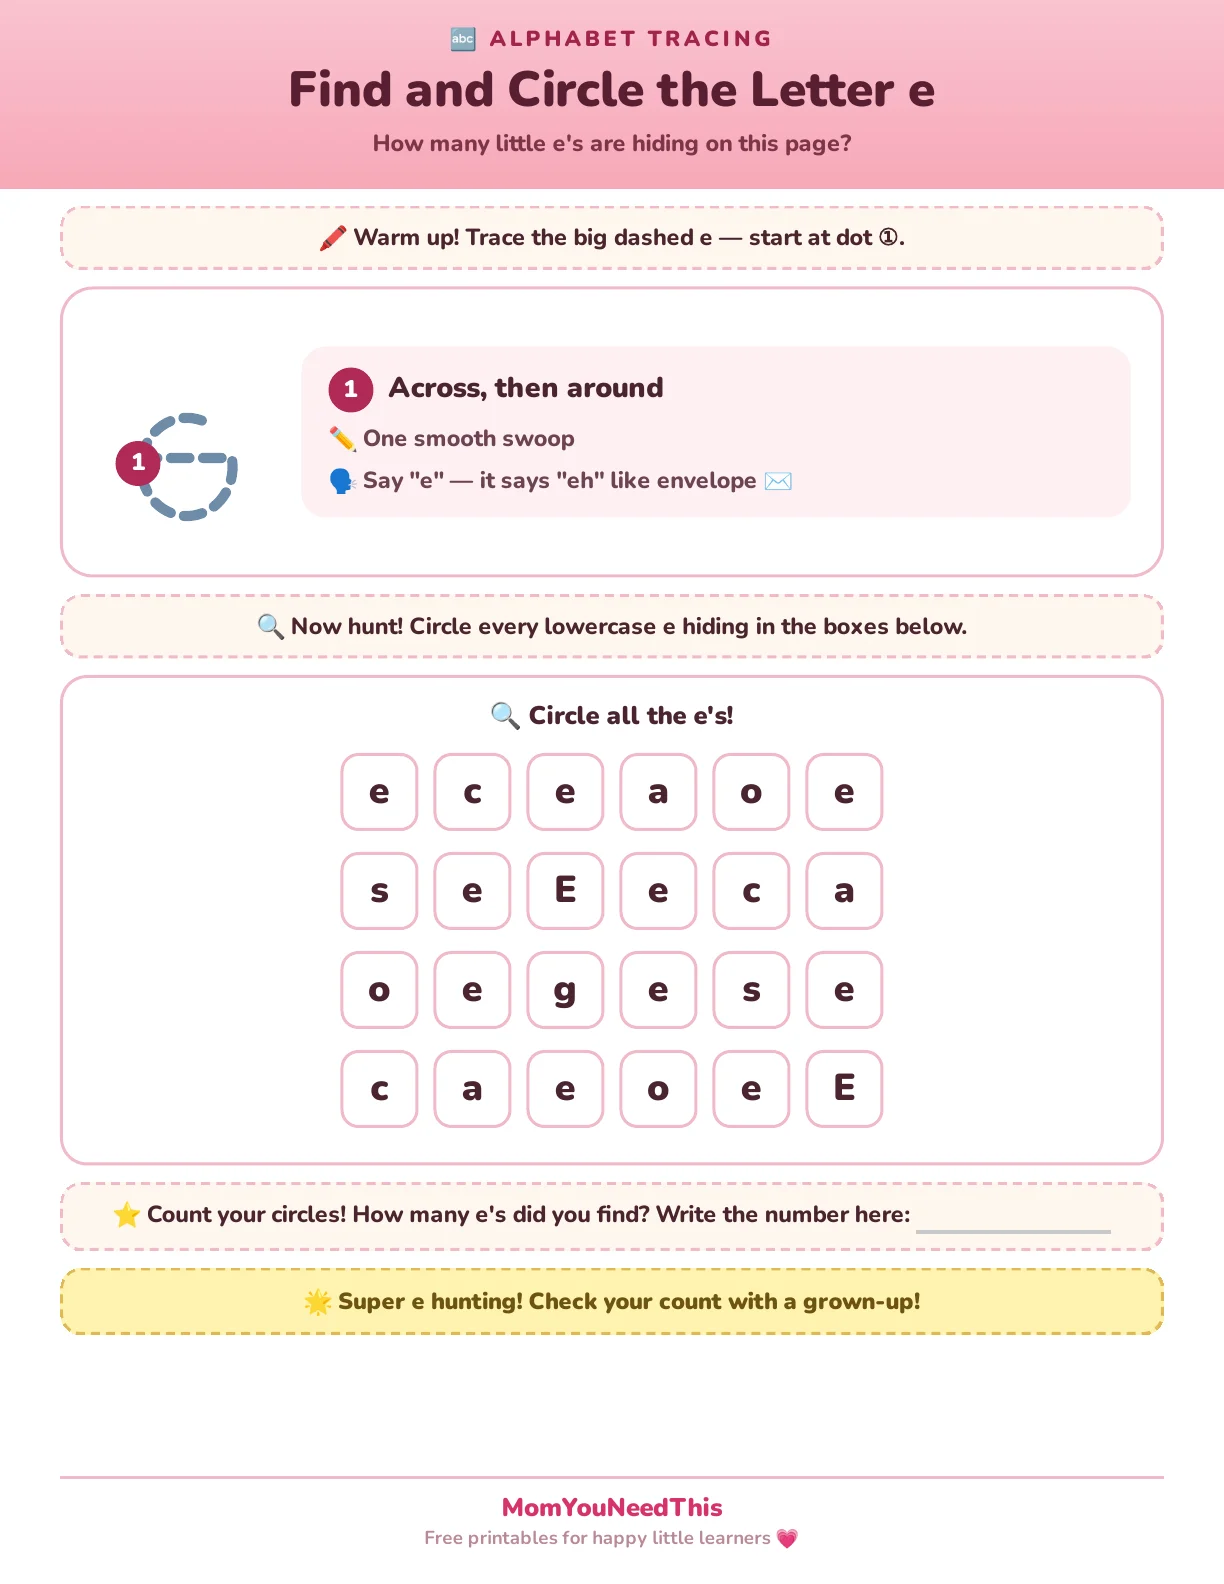 🔤 ALPHABET TRACING
Find and Circle the Letter e
How many little e's are hiding on this page?
🖍️ Warm up! Trace the big dashed e — start at dot ①.
1 Across, then around
✏️ One smooth swoop
1
🗣️ Say "e" — it says "eh" like envelope ✉️
🔍 Now hunt! Circle every lowercase e hiding in the boxes below.
🔍 Circle all the e's!
e c e a o e
s e E e c a
o e g e s e
c a e o e E
⭐ Count your circles! How many e's did you find? Write the number here:
🌟 Super e hunting! Check your count with a grown-up!
MomYouNeedThis
Free printables for happy little learners 💗